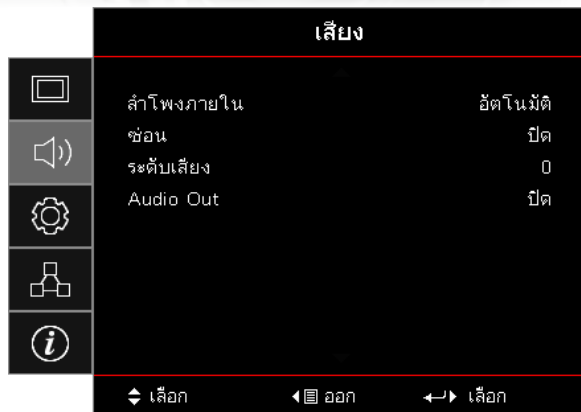 เสียง
ลำโพงภายใน อัตโนมัติ
ซ่อน ปิด
ระดับเสียง 0
Audio Out ปิด
เลือก ออก เลือก